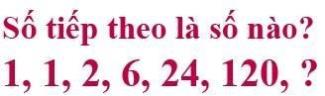 Số tiếp theo là số nào?
1, 1, 2, 6, 24, 120, ?